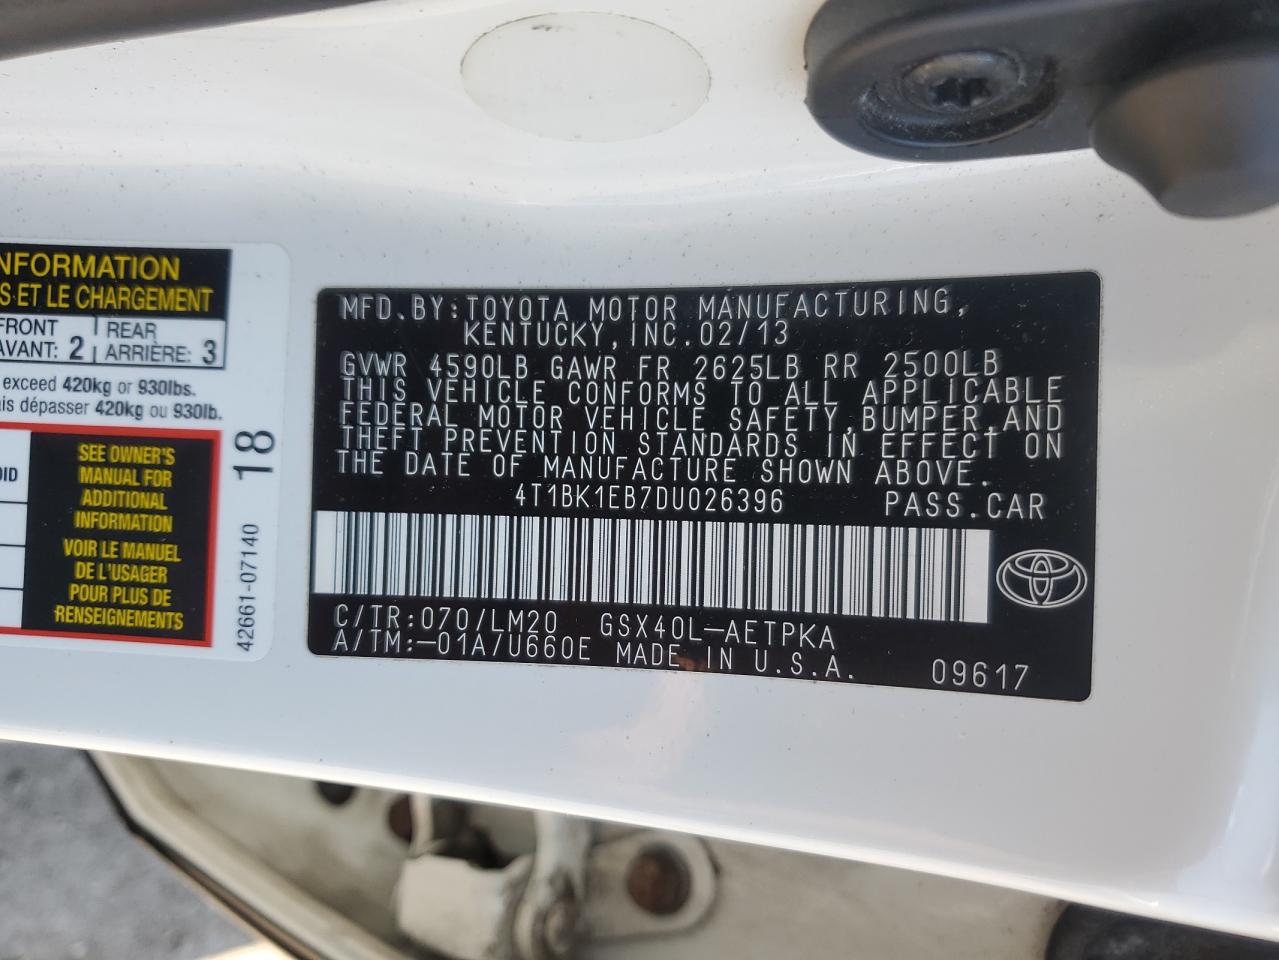 NFORMATION
S ET LE CHARGEMENT
FRONT AVANT: 2 REAR ARRIÈRE: 3
exceed 420kg or 930lbs.
is dépasser 420kg ou 930lb.
OID
SEE OWNER'S
MANUAL FOR
ADDITIONAL
INFORMATION
VOIR LE MANUEL
DE L'USAGER
POUR PLUS DE
RENSEIGNEMENTS
18
42661-07140
MFD.BY:TOYOTA MOTOR MANUFACTURING,
KENTUCKY,INC.02/13
GVWR 4590LB GAWR FR 2625LB RR 2500LB
THIS VEHICLE CONFORMS TO ALL APPLICABLE
FEDERAL MOTOR VEHICLE SAFETY,BUMPER,AND
THEFT PREVENTION STANDARDS IN EFFECT ON
THE DATE OF MANUFACTURE SHOWN ABOVE.
4T1BK1EB7DU026396 PASS.CAR
C/TR:070/LM20 GSX40L-AETPKA
A/TM:-01A/U660E MADE IN U.S.A. 09617